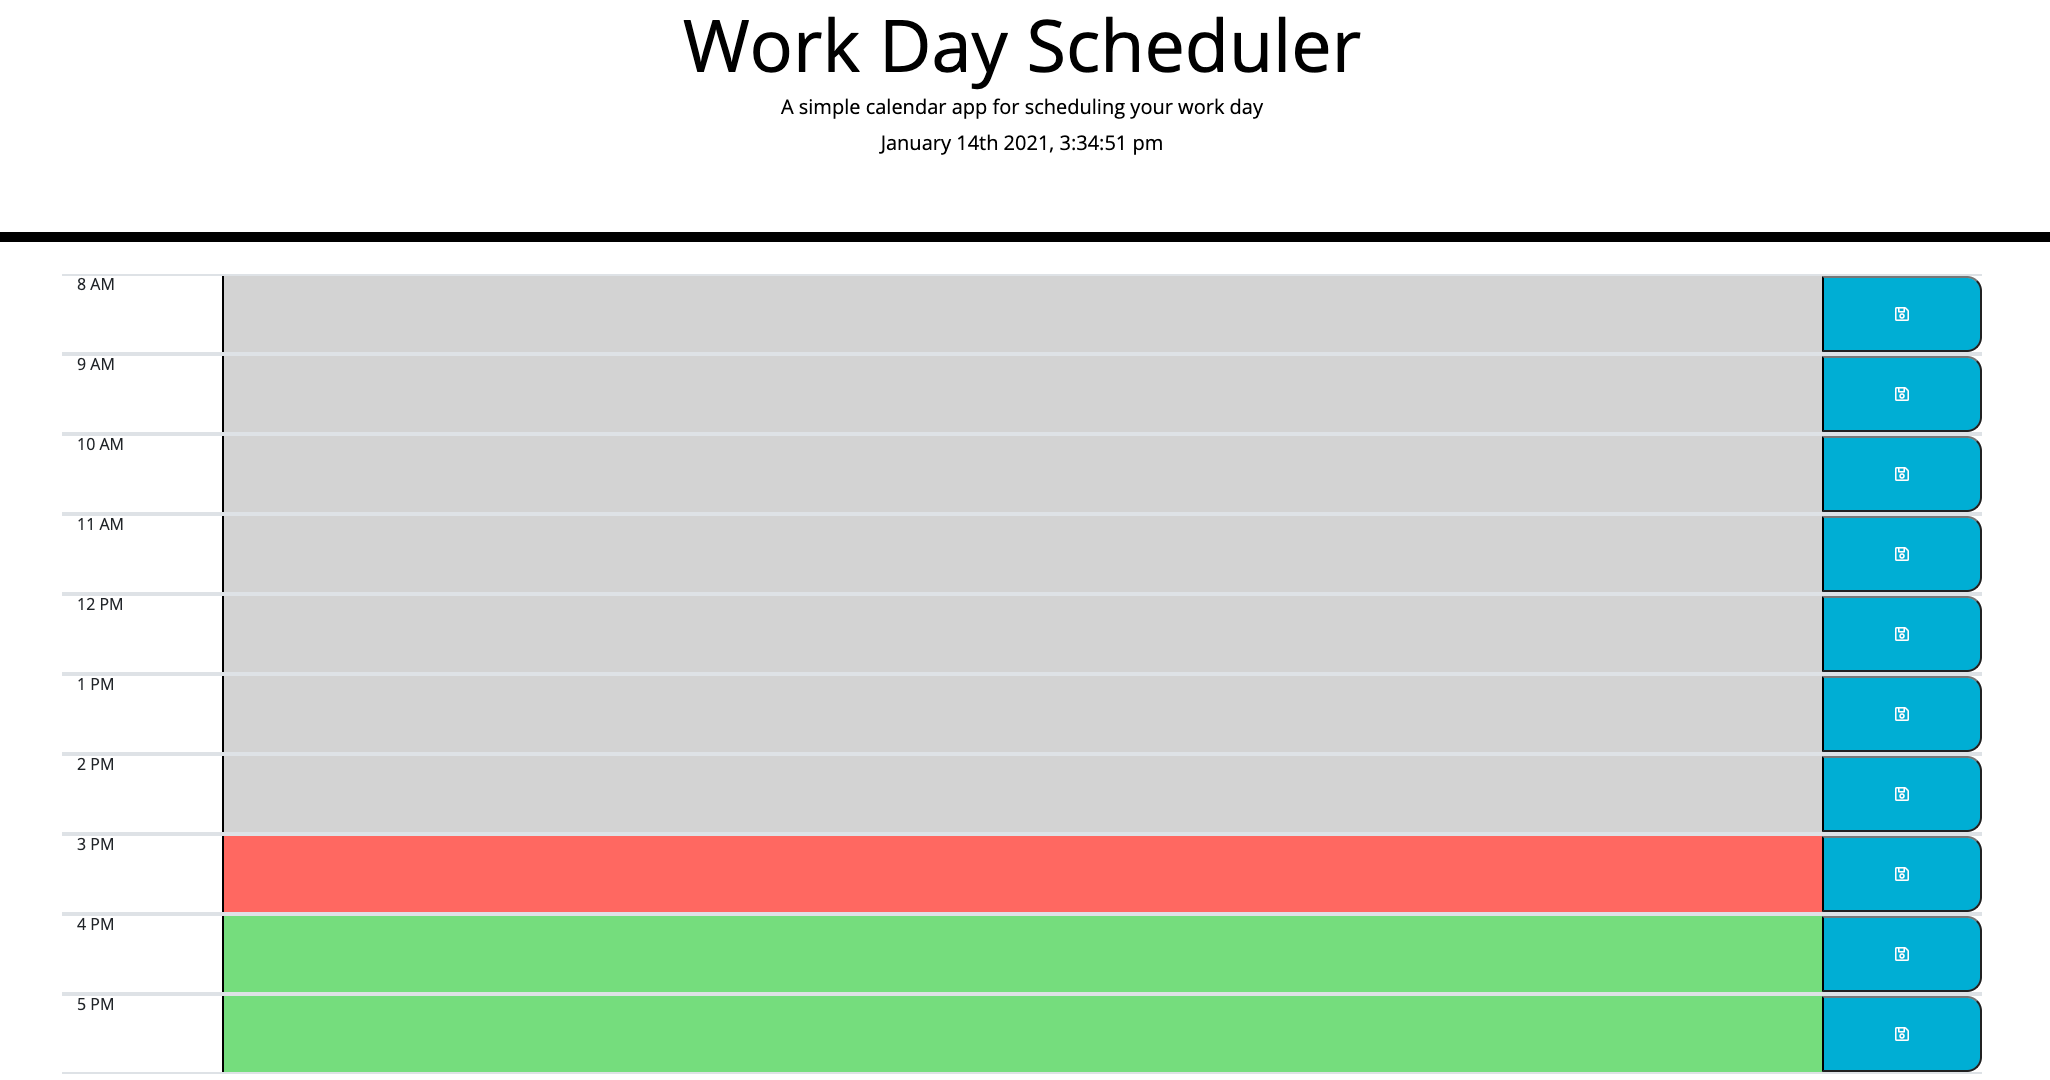 Work Day Scheduler
A simple calendar app for scheduling your work day
January 14th 2021, 3:34:51 pm
8 AM
9 AM
10 AM
11 AM
12 PM
1 PM
2 PM
3 PM
4 PM
5 PM